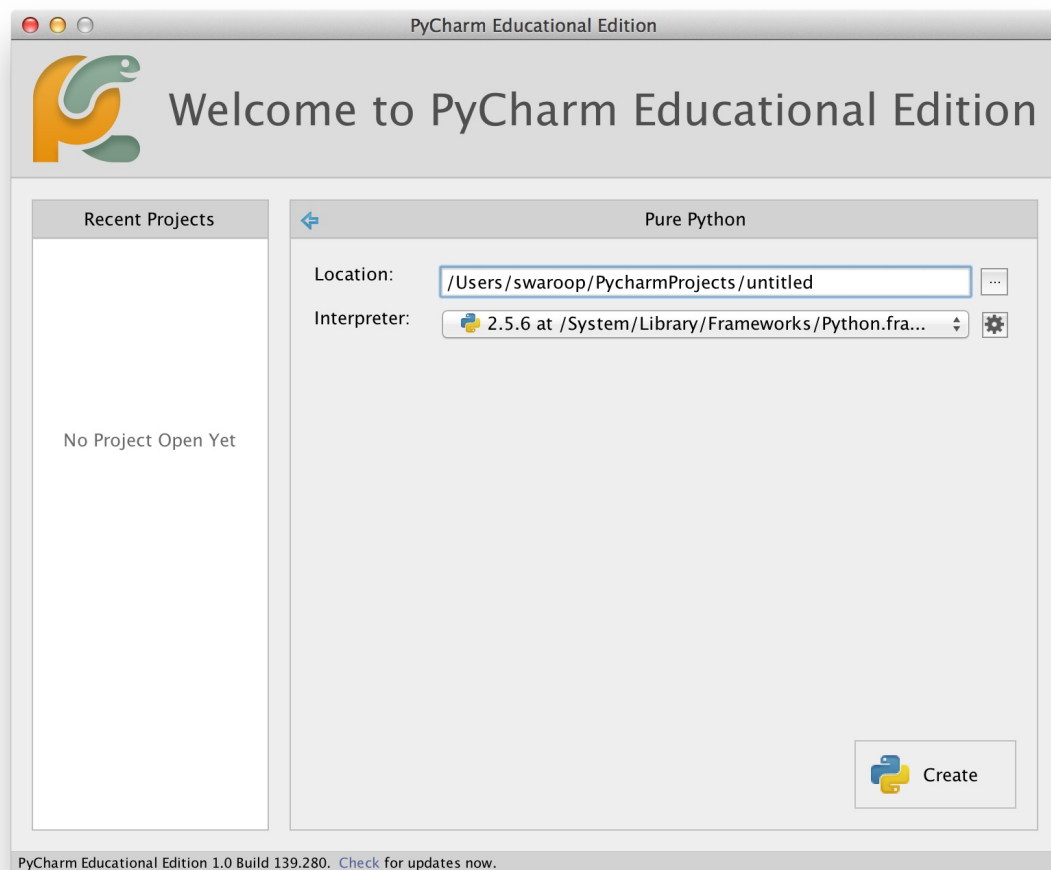 PyCharm Educational Edition
Welcome to PyCharm Educational Edition
Recent Projects
Pure Python
Location:
/Users/swaroop/PycharmProjects/untitled
...
Interpreter:
2.5.6 at /System/Library/Frameworks/Python.fra...
No Project Open Yet
Create
PyCharm Educational Edition 1.0 Build 139.280. Check for updates now.